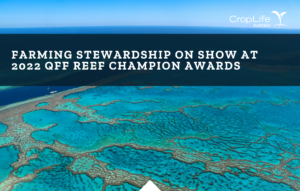 CropLife
FARMING STEWARDSHIP ON SHOW AT
2022 QFF REEF CHAMPION AWARDS